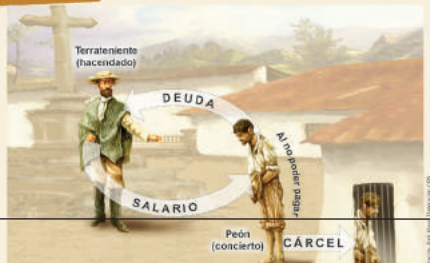 Terrateniente
(hacendado)
DEUDA
Al no poder pagar
SALARIO
Peón
(concierto)
CÁRCEL